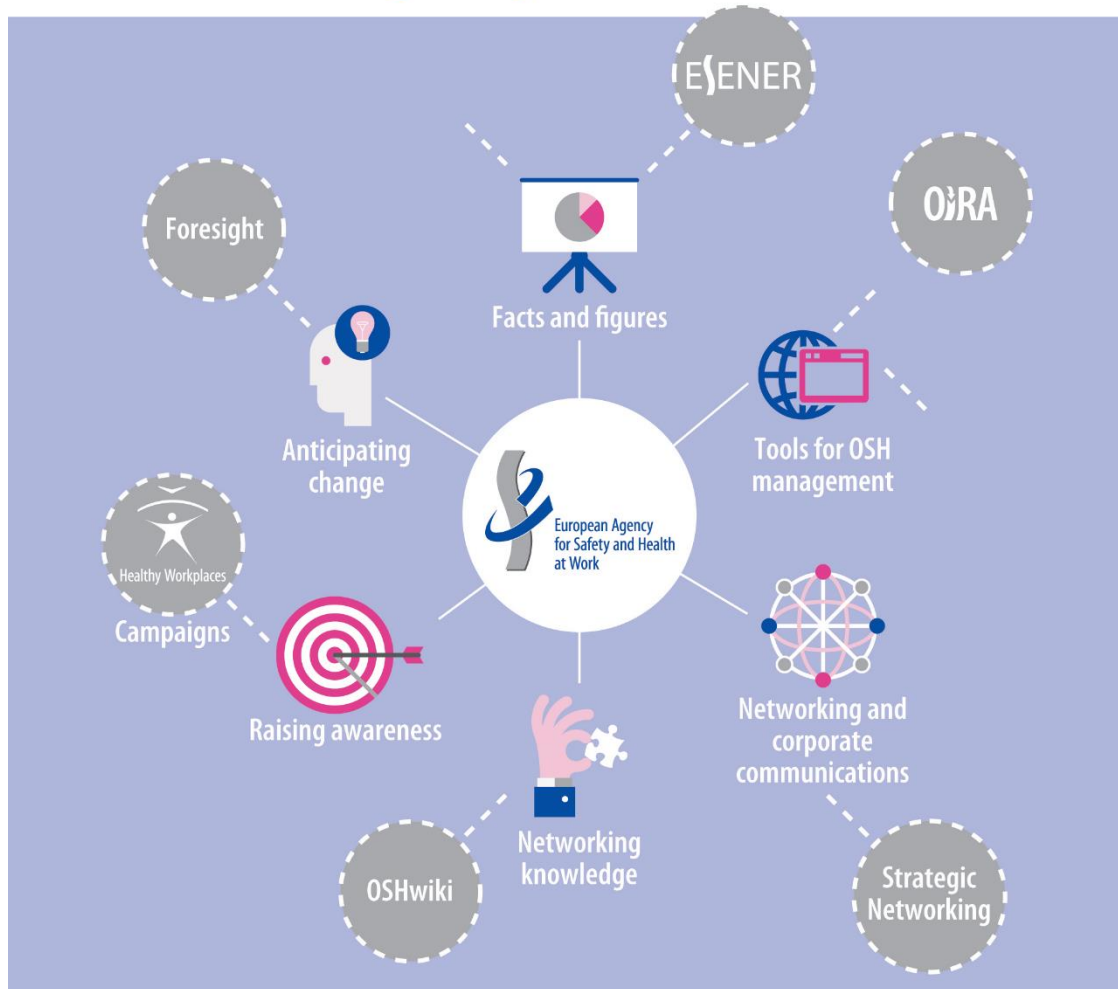 ESENER
OiRA
Foresight
Facts and figures
Anticipating
change
Tools for OSH
management
European Agency
for Safety and Health
at Work
Healthy Workplaces
Campaigns
Raising awareness
Networking and
corporate
communications
Networking
knowledge
OSHwiki
Strategic
Networking